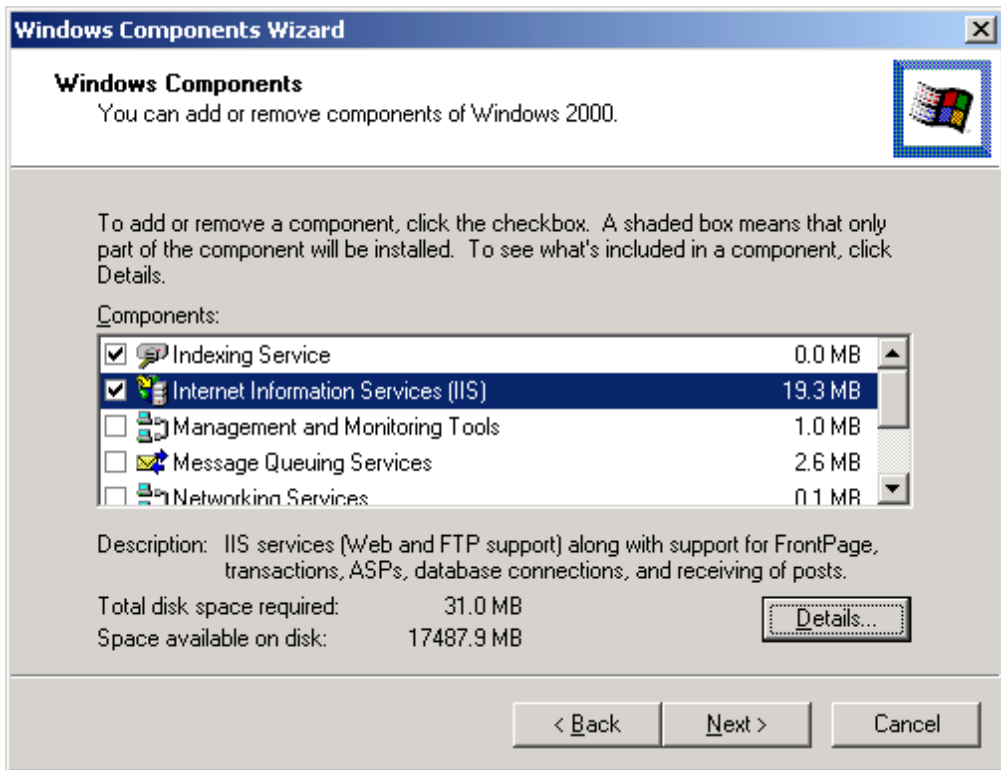 Windows Components Wizard
Windows Components
You can add or remove components of Windows 2000.
To add or remove a component, click the checkbox.  A shaded box means that only
part of the component will be installed.  To see what's included in a component, click
Details.
Components:
Indexing Service 0.0 MB
Internet Information Services (IIS) 19.3 MB
Management and Monitoring Tools 1.0 MB
Message Queuing Services 2.6 MB
Networking Services 0.1 MB
Description: IIS services (Web and FTP support) along with support for FrontPage,
transactions, ASPs, database connections, and receiving of posts.
Total disk space required: 31.0 MB
Space available on disk: 17487.9 MB
Details...
< Back Next > Cancel